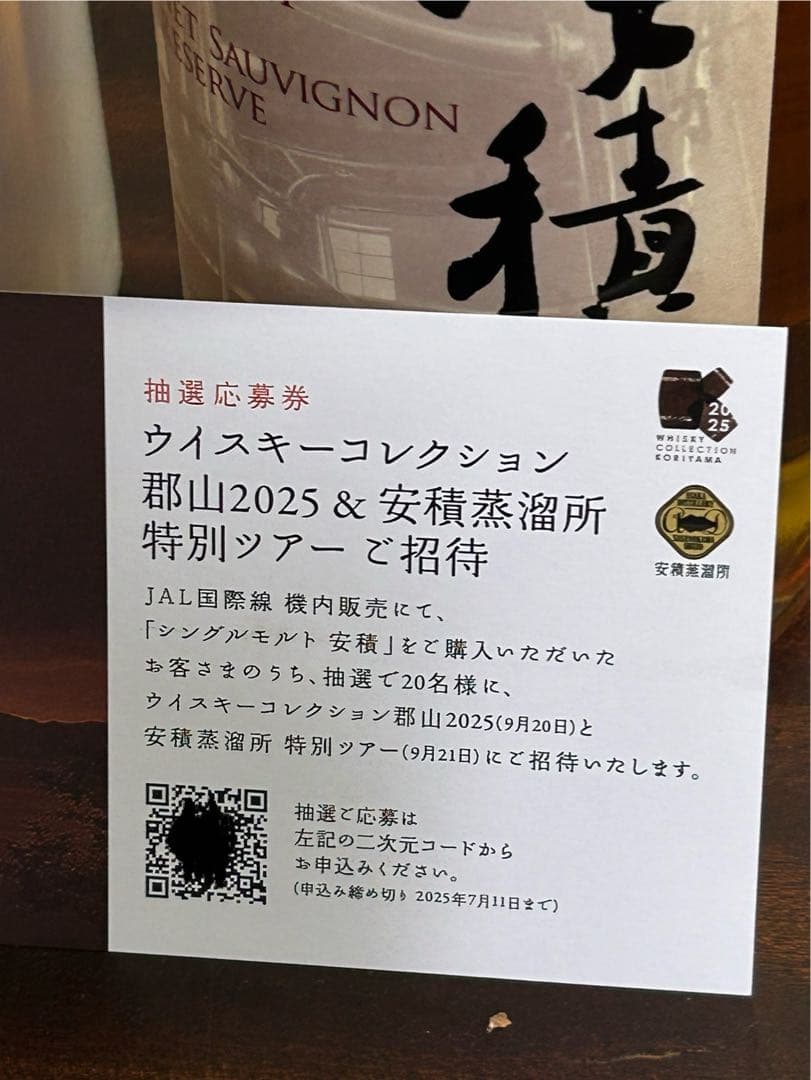 SAUVIGNON
積
抽選応募券
ウイスキーコレクション
郡山2025 & 安積蒸溜所
特別ツアー ご招待
2025
WHISKY
COLLECTION
KORIYAMA
安積蒸溜所
JAL国際線 機内販売にて、
「シングルモルト 安積」をご購入いただいた
お客さまのうち、抽選で20名様に、
ウイスキーコレクション郡山2025(9月20日)と
安積蒸溜所 特別ツアー(9月21日)にご招待いたします。
抽選ご応募は
左記の二次元コードから
お申込みください。
(申込み締め切り 2025年7月11日まで)